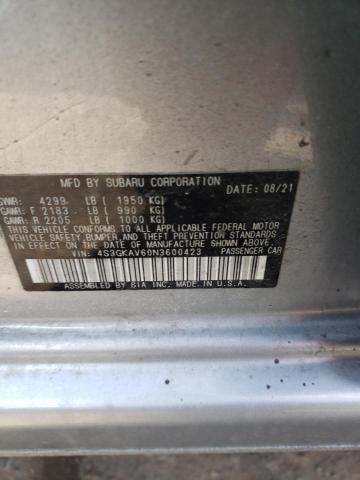 MFD BY SUBARU CORPORATION DATE: 08/21
GVWR: 4299 LB ( 1950 KG)
GAWR: F 2183 LB ( 990 KG)
GAWR: R 2205 LB ( 1000 KG)
THIS VEHICLE CONFORMS TO ALL APPLICABLE FEDERAL MOTOR
VEHICLE SAFETY, BUMPER AND THEFT PREVENTION STANDARDS
IN EFFECT ON THE DATE OF MANUFACTURE SHOWN ABOVE.
VIN: 4S3GKAV60N3600423 PASSENGER CAR
ASSEMBLED BY SIA INC. MADE IN U.S.A.